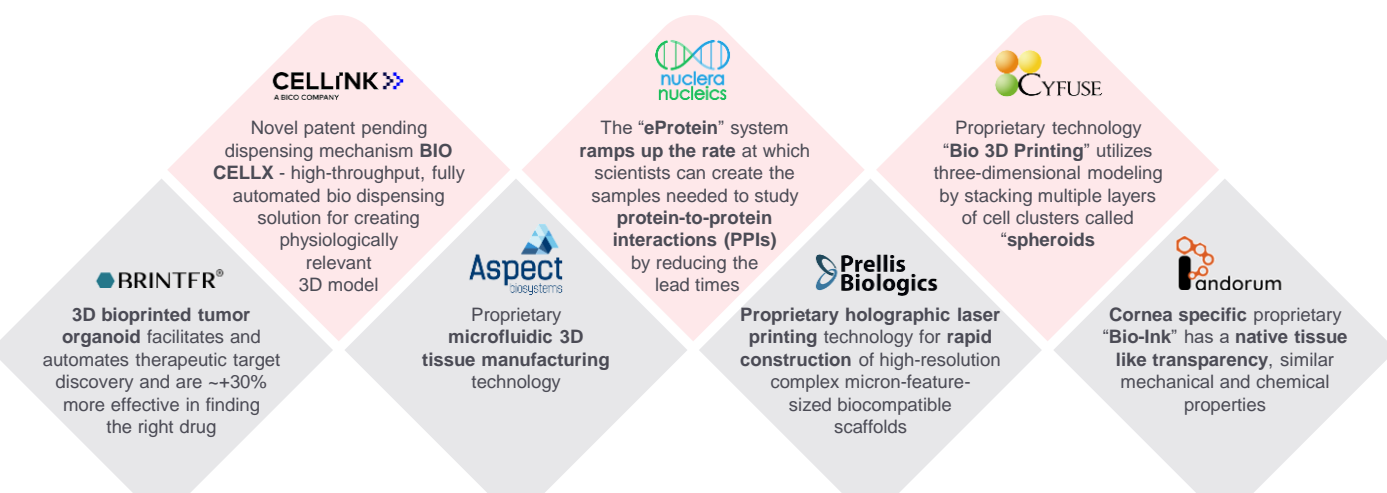 CELLINK
A BICO COMPANY
Novel patent pending
dispensing mechanism BIO
CELLX - high-throughput, fully
automated bio dispensing
solution for creating
physiologically
relevant
3D model
nuclera
nucleics
The “eProtein” system
ramps up the rate at which
scientists can create the
samples needed to study
protein-to-protein
interactions (PPIs)
by reducing the
lead times
CYFUSE
Proprietary technology
“Bio 3D Printing” utilizes
three-dimensional modeling
by stacking multiple layers
of cell clusters called
“spheroids
BRINTER®
3D bioprinted tumor
organoid facilitates and
automates therapeutic target
discovery and are ~+30%
more effective in finding
the right drug
Aspect
biosystems
Proprietary
microfluidic 3D
tissue manufacturing
technology
Prellis
Biologics
Proprietary holographic laser
printing technology for rapid
construction of high-resolution
complex micron-feature-
sized biocompatible
scaffolds
Pandorum
Cornea specific proprietary
“Bio-Ink” has a native tissue
like transparency, similar
mechanical and chemical
properties